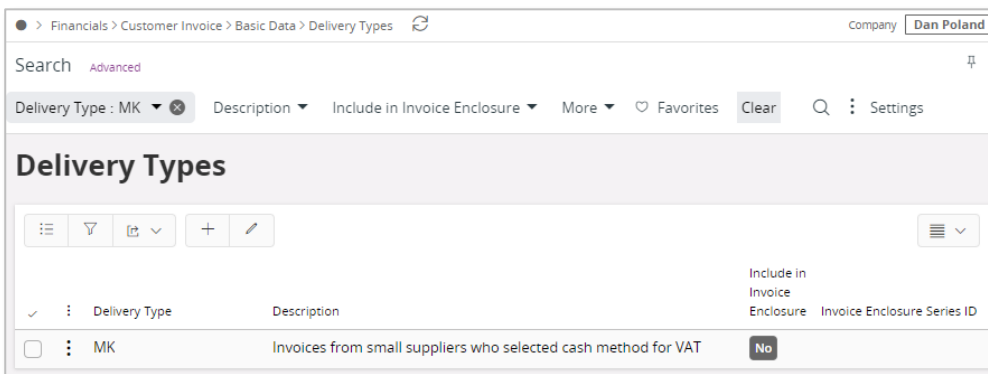 > Financials > Customer Invoice > Basic Data > Delivery Types Company Dan Poland
Search Advanced
Delivery Type : MK Description Include in Invoice Enclosure More Favorites Clear Settings
Delivery Types
Include in
Invoice
Delivery Type Description Enclosure Invoice Enclosure Series ID
MK Invoices from small suppliers who selected cash method for VAT No